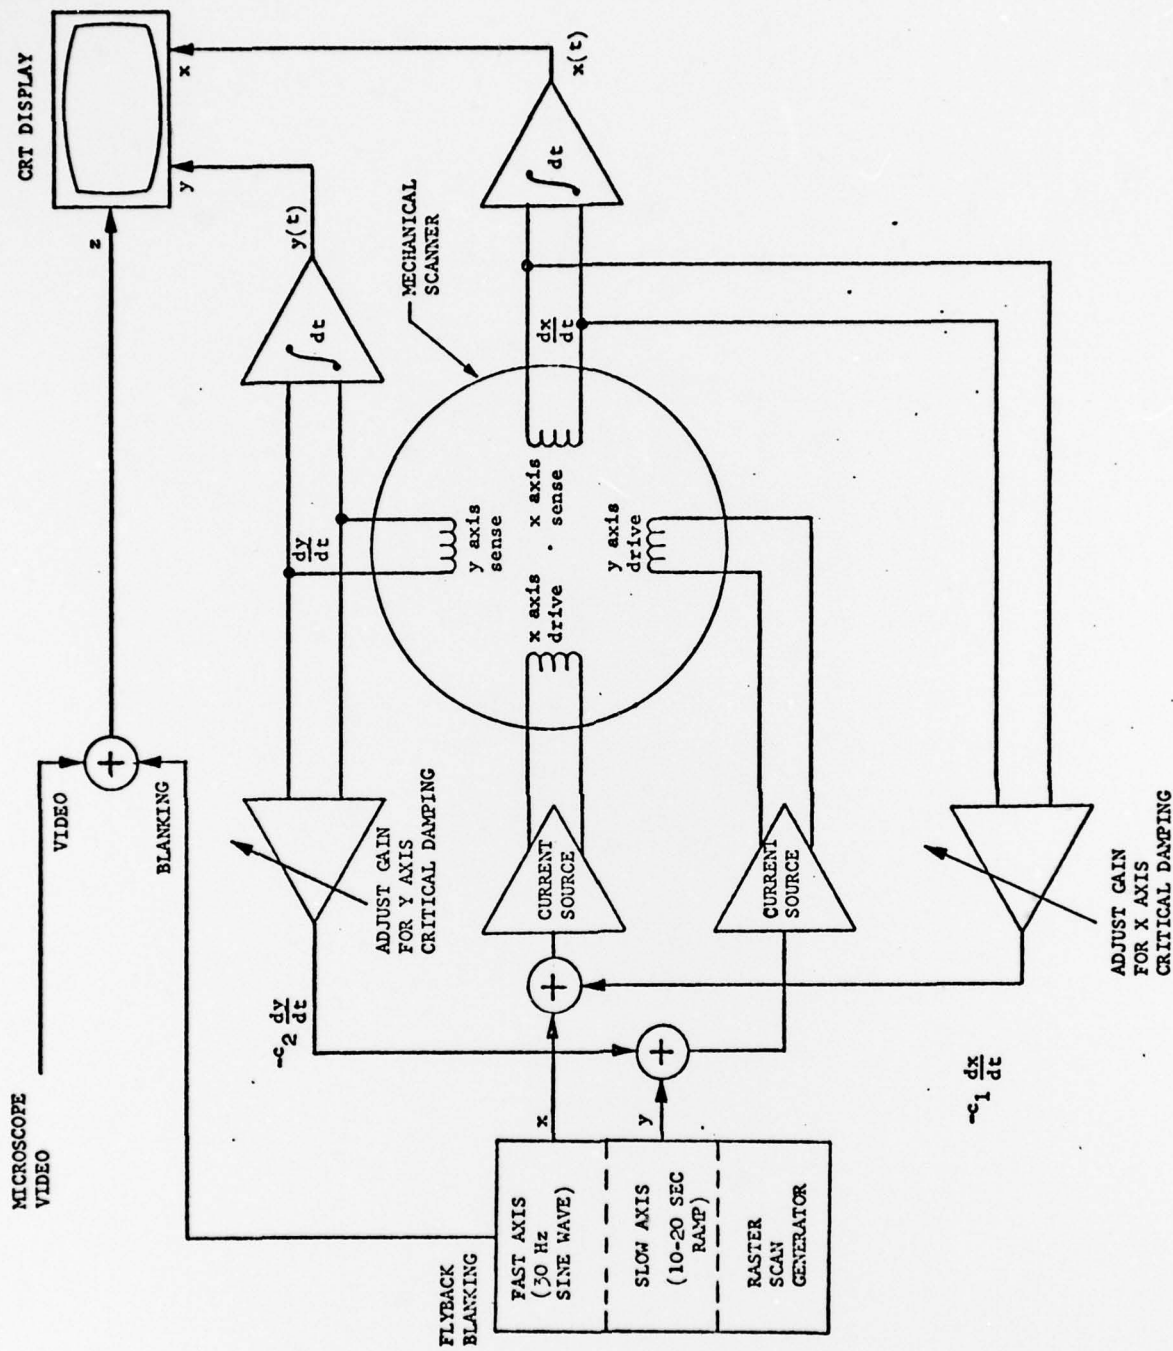 MICROSCOPE
VIDEO
VIDEO
BLANKING
z
CRT DISPLAY
y
x
FLYBACK
BLANKING
FAST AXIS
(30 Hz
SINE WAVE)
SLOW AXIS
(10-20 SEC
RAMP)
RASTER
SCAN
GENERATOR
x
y
-c₂ dy/dt
ADJUST GAIN
FOR Y AXIS
CRITICAL DAMPING
dy/dt
∫ dt
y(t)
MECHANICAL
SCANNER
y axis
sense
CURRENT
SOURCE
x axis
drive
x axis
sense
dx/dt
∫ dt
x(t)
y axis
drive
CURRENT
SOURCE
-c₁ dx/dt
ADJUST GAIN
FOR X AXIS
CRITICAL DAMPING
+
+
+